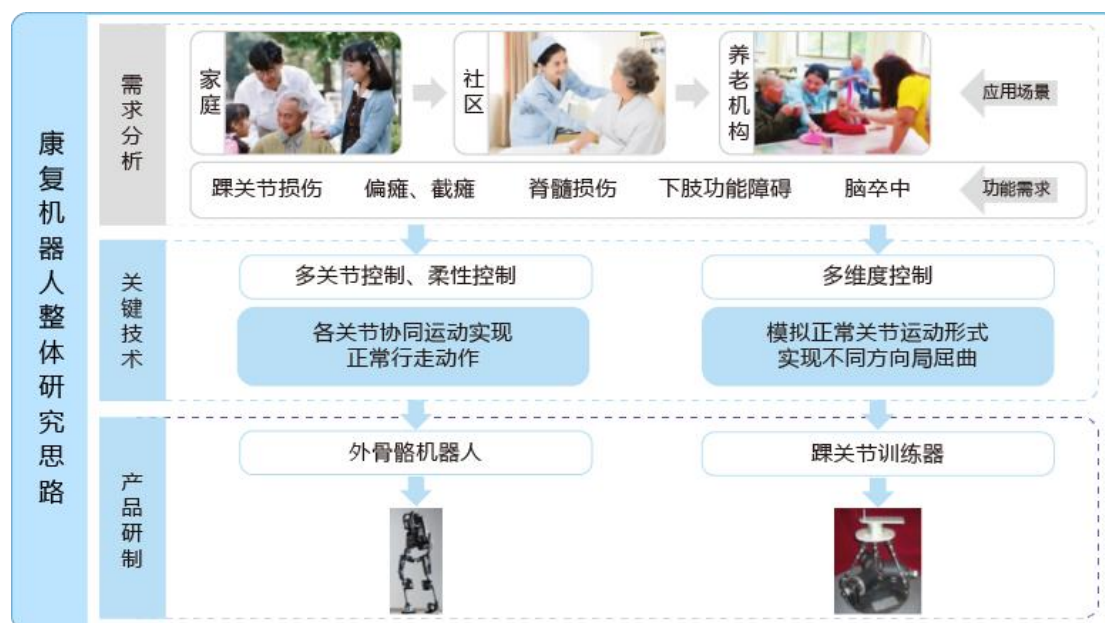 康复机器人整体研究思路
需求分析
家庭
社区
养老机构
应用场景
踝关节损伤
偏瘫、截瘫
脊髓损伤
下肢功能障碍
脑卒中
功能需求
关键技术
多关节控制、柔性控制
多维度控制
各关节协同运动实现
正常行走动作
模拟正常关节运动形式
实现不同方向局屈曲
产品研制
外骨骼机器人
踝关节训练器